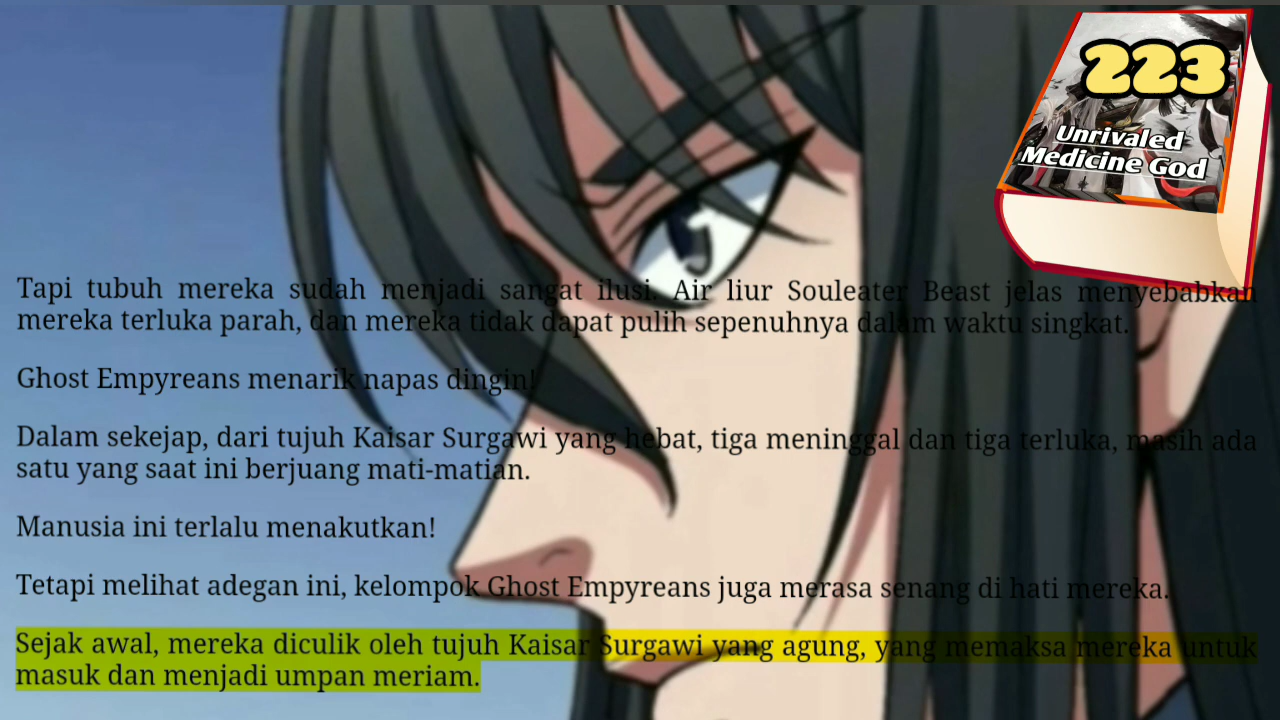 223
Unrivaled
Medicine God
Tapi tubuh mereka sudah menjadi sangat ilusi. Air liur Souleater Beast jelas menyebabkan
mereka terluka parah, dan mereka tidak dapat pulih sepenuhnya dalam waktu singkat.
Ghost Empyreans menarik napas dingin!
Dalam sekejap, dari tujuh Kaisar Surgawi yang hebat, tiga meninggal dan tiga terluka, masih ada
satu yang saat ini berjuang mati-matian.
Manusia ini terlalu menakutkan!
Tetapi melihat adegan ini, kelompok Ghost Empyreans juga merasa senang di hati mereka.
Sejak awal, mereka diculik oleh tujuh Kaisar Surgawi yang agung, yang memaksa mereka untuk
masuk dan menjadi umpan meriam.